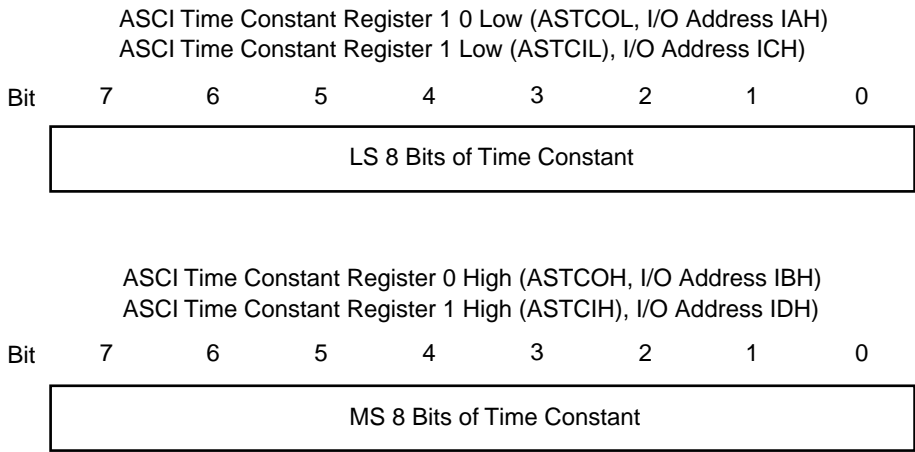 ASCI Time Constant Register 1 0 Low (ASTCOL, I/O Address IAH)
ASCI Time Constant Register 1 Low (ASTCIL), I/O Address ICH)
Bit 7 6 5 4 3 2 1 0
LS 8 Bits of Time Constant
ASCI Time Constant Register 0 High (ASTCOH, I/O Address IBH)
ASCI Time Constant Register 1 High (ASTCIH), I/O Address IDH)
Bit 7 6 5 4 3 2 1 0
MS 8 Bits of Time Constant